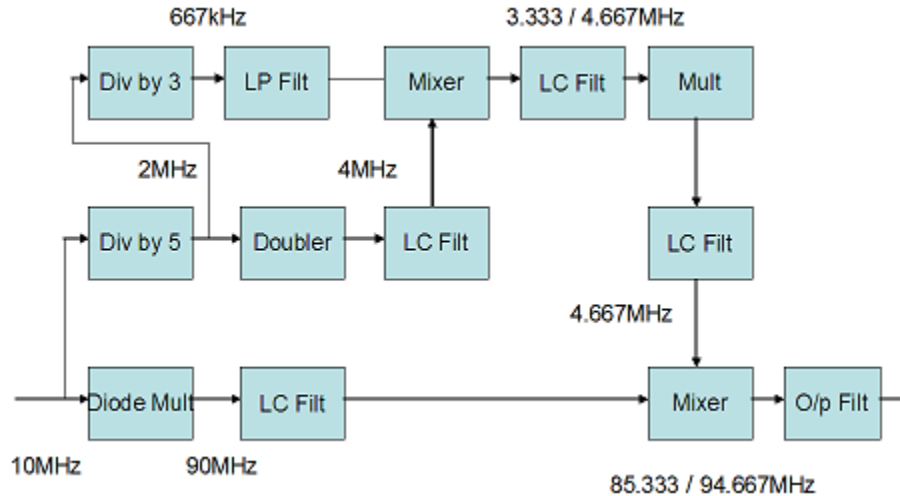 667kHz
3.333 / 4.667MHz
Div by 3
LP Filt
Mixer
LC Filt
Mult
2MHz
4MHz
Div by 5
Doubler
LC Filt
LC Filt
4.667MHz
Diode Mult
LC Filt
Mixer
O/p Filt
10MHz
90MHz
85.333 / 94.667MHz